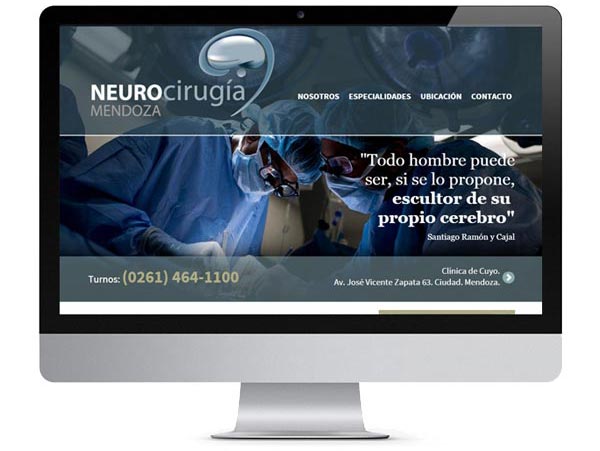 NEUROcirugía
MENDOZA
NOSOTROS ESPECIALIDADES UBICACIÓN CONTACTO
"Todo hombre puede
ser, si se lo propone,
escultor de su
propio cerebro"
Santiago Ramón y Cajal
Turnos: (0261) 464-1100
Clínica de Cuyo.
Av. José Vicente Zapata 63. Ciudad. Mendoza.